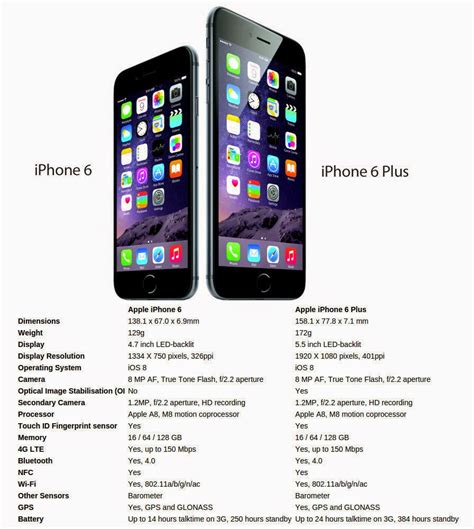 iPhone 6
iPhone 6 Plus
Apple iPhone 6 Apple iPhone 6 Plus
Dimensions 138.1 x 67.0 x 6.9mm 158.1 x 77.8 x 7.1 mm
Weight 129g 172g
Display 4.7 inch LED-backlit 5.5 inch LED-backlit
Display Resolution 1334 X 750 pixels, 326ppi 1920 X 1080 pixels, 401ppi
Operating System iOS 8 iOS 8
Camera 8 MP AF, True Tone Flash, f/2.2 aperture 8 MP AF, True Tone Flash, f/2.2 aperture
Optical Image Stabilisation (OI No Yes
Secondary Camera 1.2MP, f/2.2 aperture, HD recording 1.2MP, f/2.2 aperture, HD recording
Processor Apple A8, M8 motion coprocessor Apple A8, M8 motion coprocessor
Touch ID Fingerprint sensor Yes Yes
Memory 16 / 64 / 128 GB 16 / 64 / 128 GB
4G LTE Yes, up to 150 Mbps Yes, up to 150 Mbps
Bluetooth Yes, 4.0 Yes, 4.0
NFC Yes Yes
Wi-Fi Yes, 802.11a/b/g/n/ac Yes, 802.11a/b/g/n/ac
Other Sensors Barometer Barometer
GPS Yes, GPS and GLONASS Yes, GPS and GLONASS
Battery Up to 14 hours talktime on 3G, 250 hours standby Up to 24 hours talktime on 3G, 384 hours standby